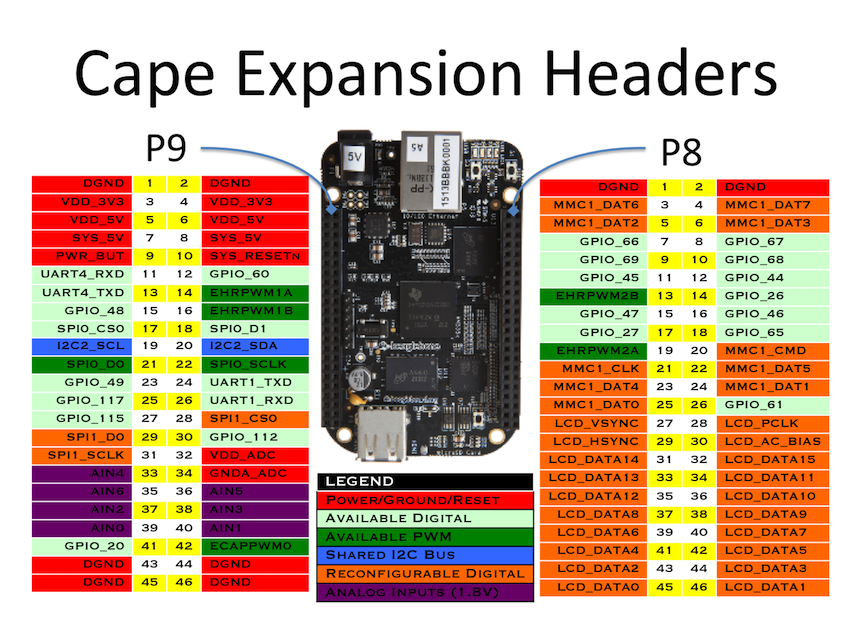 Cape Expansion Headers
P9
P8
DGND 1 2 DGND
VDD_3V3 3 4 VDD_3V3
VDD_5V 5 6 VDD_5V
SYS_5V 7 8 SYS_5V
PWR_BUT 9 10 SYS_RESETn
UART4_RXD 11 12 GPIO_60
UART4_TXD 13 14 EHRPWM1A
GPIO_48 15 16 EHRPWM1B
SPI0_CS0 17 18 SPI0_D1
I2C2_SCL 19 20 I2C2_SDA
SPI0_D0 21 22 SPI0_SCLK
GPIO_49 23 24 UART1_TXD
GPIO_117 25 26 UART1_RXD
GPIO_115 27 28 SPI1_CS0
SPI1_D0 29 30 GPIO_112
SPI1_SCLK 31 32 VDD_ADC
AIN4 33 34 GNDA_ADC
AIN6 35 36 AIN5
AIN2 37 38 AIN3
AIN0 39 40 AIN1
GPIO_20 41 42 ECAPPWM0
DGND 43 44 DGND
DGND 45 46 DGND
5V
A5
1513BBBK0001
LEGEND
Power/Ground/Reset
Available Digital
Available PWM
Shared I2C Bus
Reconfigurable Digital
Analog Inputs (1.8V)
DGND 1 2 DGND
MMC1_DAT6 3 4 MMC1_DAT7
MMC1_DAT2 5 6 MMC1_DAT3
GPIO_66 7 8 GPIO_67
GPIO_69 9 10 GPIO_68
GPIO_45 11 12 GPIO_44
EHRPWM2B 13 14 GPIO_26
GPIO_47 15 16 GPIO_46
GPIO_27 17 18 GPIO_65
EHRPWM2A 19 20 MMC1_CMD
MMC1_CLK 21 22 MMC1_DAT5
MMC1_DAT4 23 24 MMC1_DAT1
MMC1_DAT0 25 26 GPIO_61
LCD_VSYNC 27 28 LCD_PCLK
LCD_HSYNC 29 30 LCD_AC_BIAS
LCD_DATA14 31 32 LCD_DATA15
LCD_DATA13 33 34 LCD_DATA11
LCD_DATA12 35 36 LCD_DATA10
LCD_DATA8 37 38 LCD_DATA9
LCD_DATA6 39 40 LCD_DATA7
LCD_DATA4 41 42 LCD_DATA5
LCD_DATA2 43 44 LCD_DATA3
LCD_DATA0 45 46 LCD_DATA1